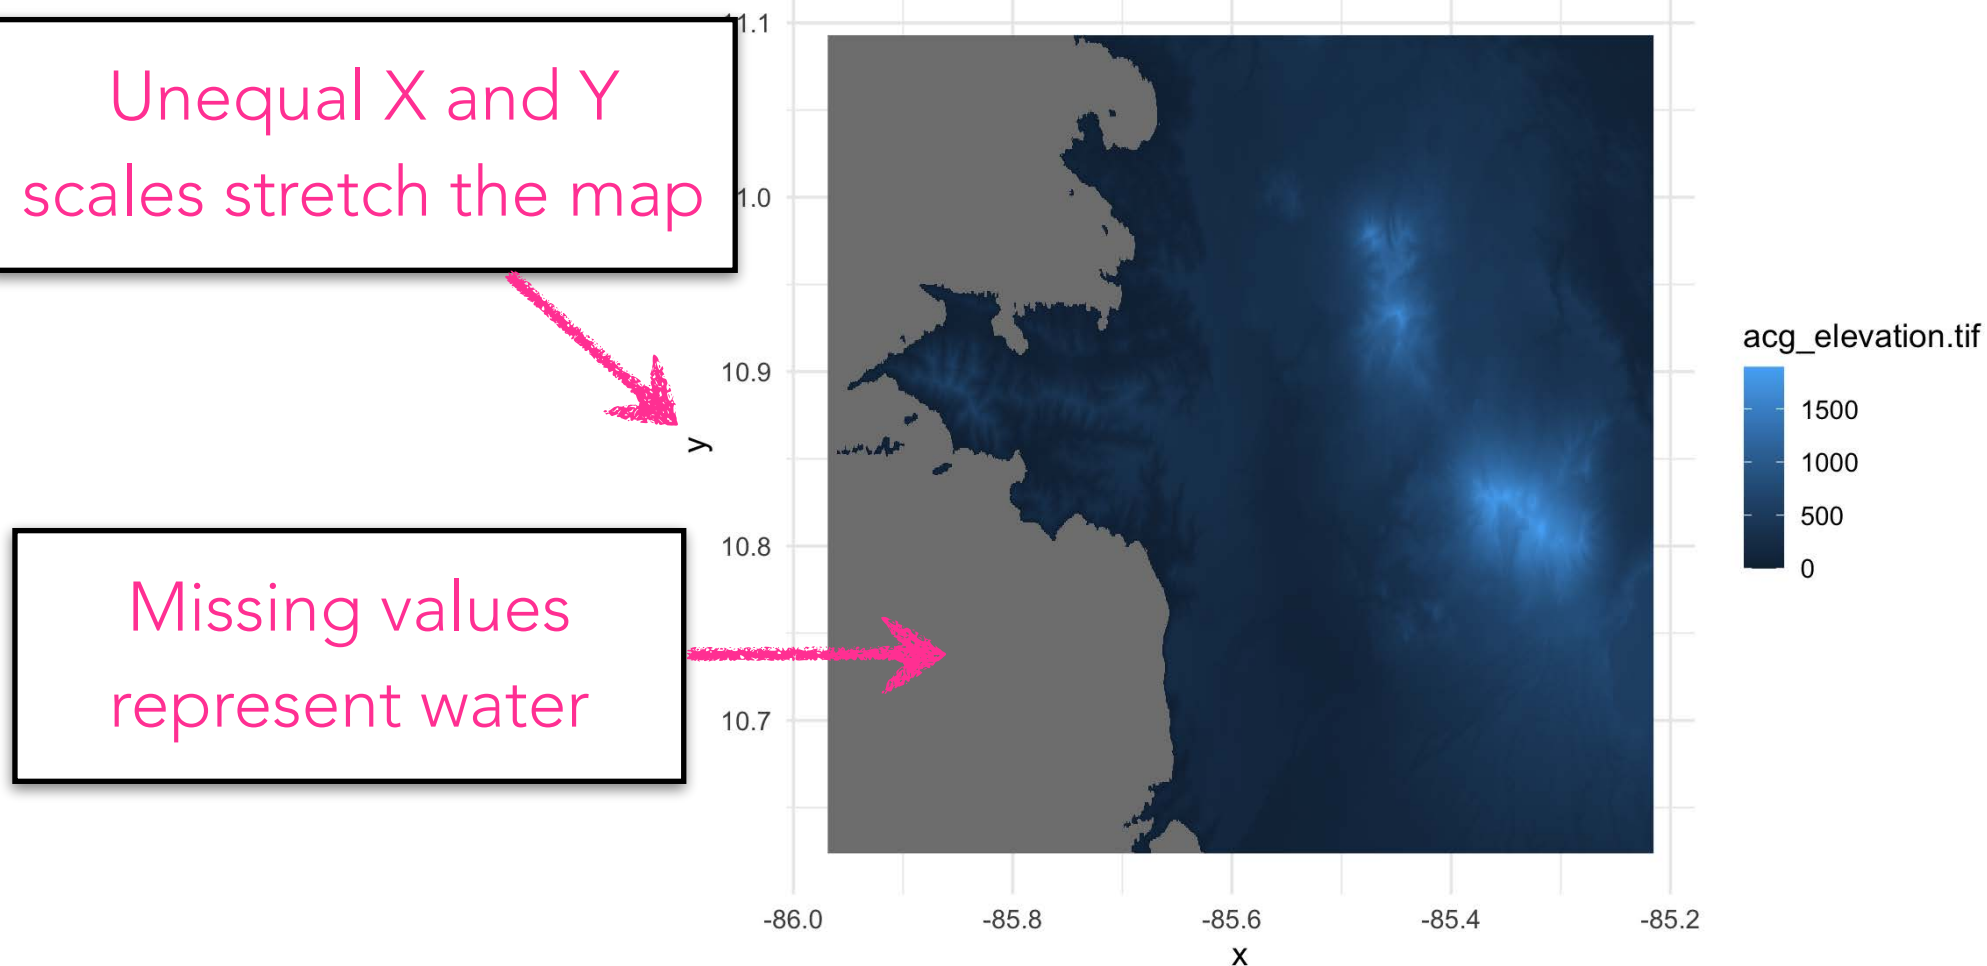 Unequal X and Y
scales stretch the map
Missing values
represent water
1.1
1.0
10.9
10.8
10.7
y
-86.0
-85.8
-85.6
-85.4
-85.2
x
acg_elevation.tif
1500
1000
500
0